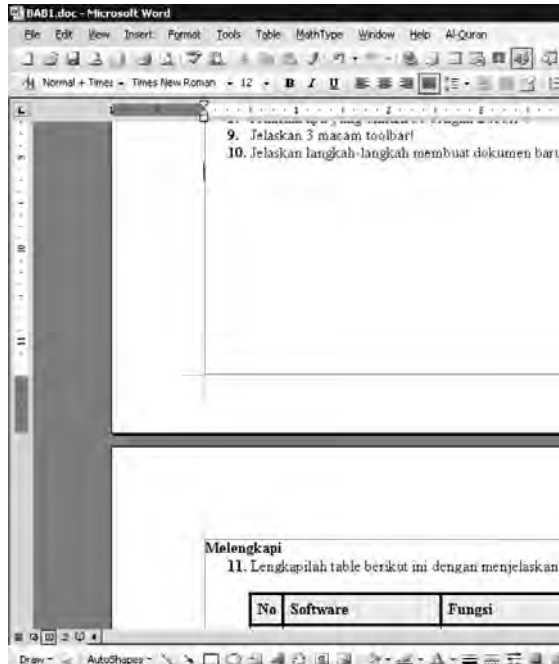 BAB1.doc - Microsoft Word
File Edit View Insert Format Tools Table MathType Window Help Al-Quran
Normal + Times Times New Roman 12 B I U
9. Jelaskan 3 macam toolbar!
10. Jelaskan langkah-langkah membuat dokumen baru
Melengkapi
11. Lengkapilah table berikut ini dengan menjelaskan
No Software Fungsi
Draw AutoShapes